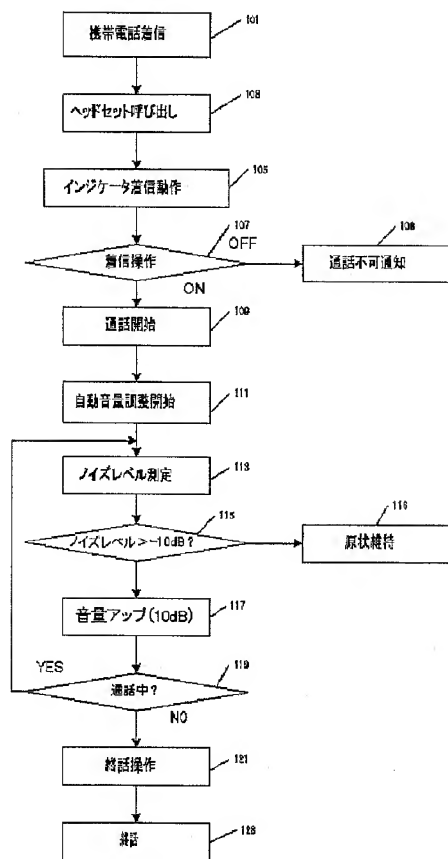 携帯電話着信
101
ヘッドセット呼び出し
103
インジケータ着信動作
105
107
着信操作
OFF
108
通話不可通知
ON
通話開始
109
自動音量調整開始
111
ノイズレベル測定
113
115
ノイズレベル>-10dB?
116
原状維持
音量アップ(10dB)
117
YES
119
通話中?
NO
終話操作
121
終話
123